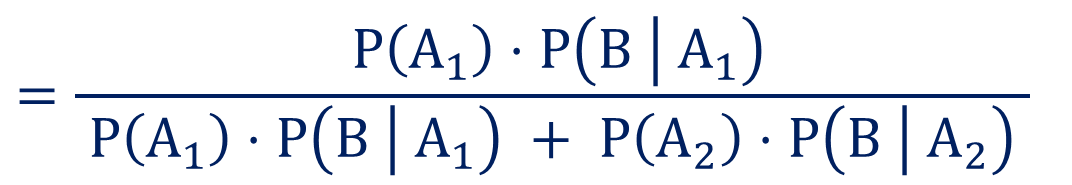 P(A₁) · P(B | A₁)
=
P(A₁) · P(B | A₁) + P(A₂) · P(B | A₂)